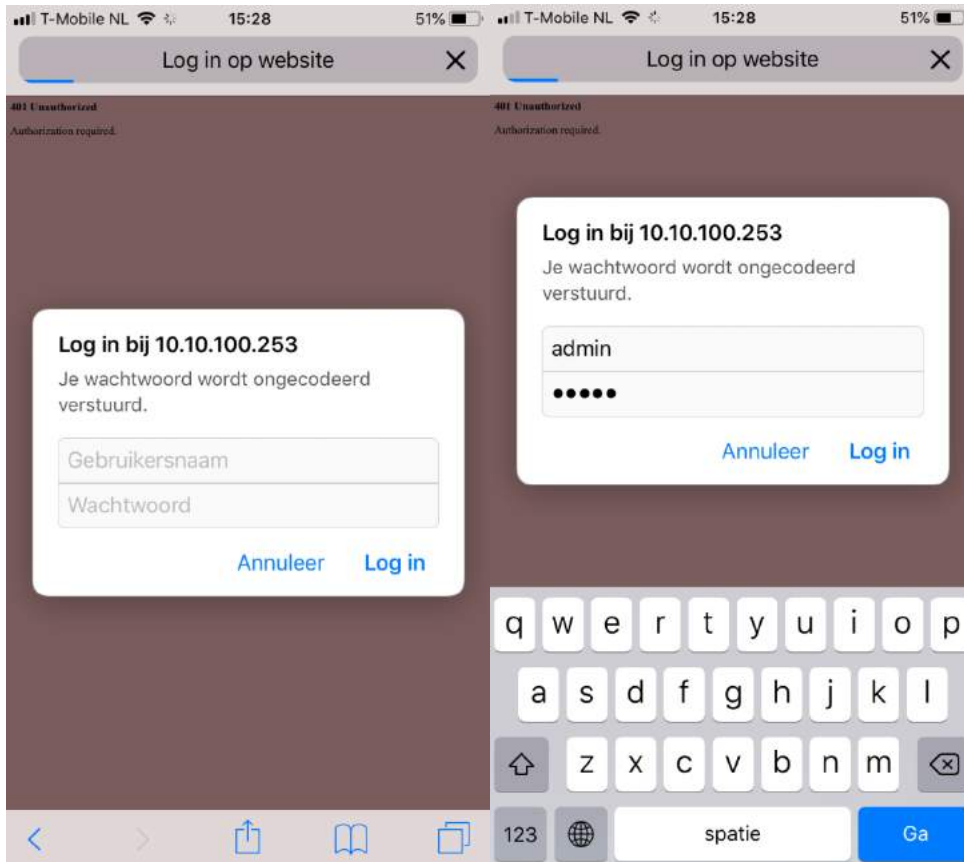 T-Mobile NL 15:28 51%
Log in op website
401 Unauthorized
Authorization required.
Log in bij 10.10.100.253
Je wachtwoord wordt ongecodeerd
verstuurd.
Gebruikersnaam
Wachtwoord
Annuleer Log in
T-Mobile NL 15:28 51%
Log in op website
401 Unauthorized
Authorization required.
Log in bij 10.10.100.253
Je wachtwoord wordt ongecodeerd
verstuurd.
admin
•••••
Annuleer Log in
q w e r t y u i o p
a s d f g h j k l
z x c v b n m
123 spatie Ga